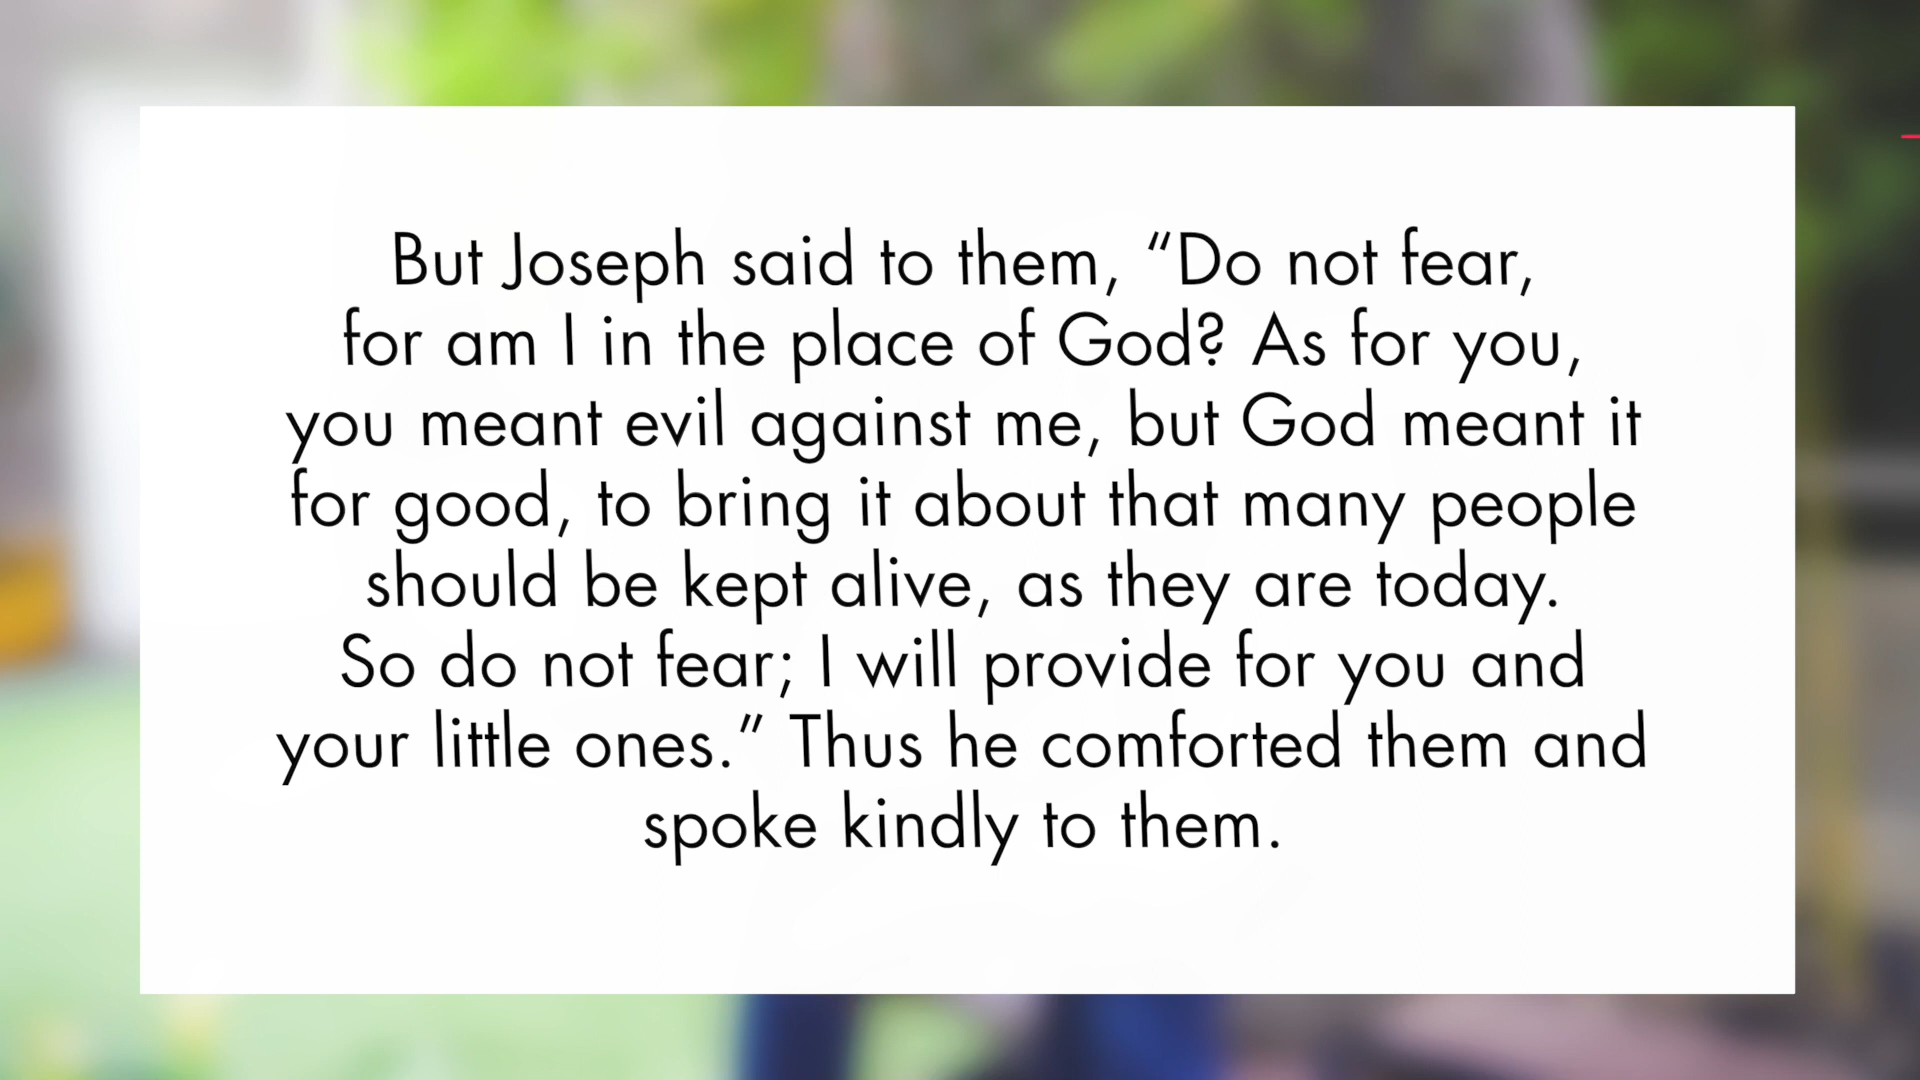 But Joseph said to them, “Do not fear,
for am I in the place of God? As for you,
you meant evil against me, but God meant it
for good, to bring it about that many people
should be kept alive, as they are today.
So do not fear; I will provide for you and
your little ones.” Thus he comforted them and
spoke kindly to them.